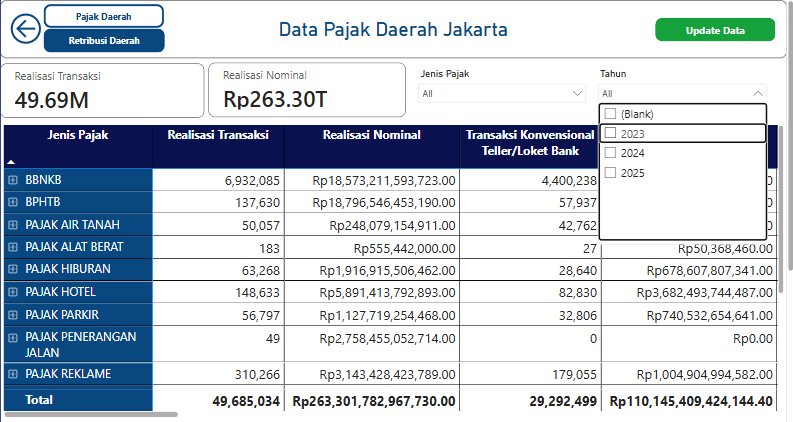 Pajak Daerah
Retribusi Daerah
Data Pajak Daerah Jakarta
Update Data
Realisasi Transaksi
49.69M
Realisasi Nominal
Rp263.30T
Jenis Pajak
All
Tahun
All
(Blank)
2023
2024
2025
Jenis Pajak Realisasi Transaksi Realisasi Nominal Transaksi Konvensional
Teller/Loket Bank
BBNKB 6,932,085 Rp18,573,211,593,723.00 4,400,238
BPHTB 137,630 Rp18,796,546,453,190.00 57,937
PAJAK AIR TANAH 50,057 Rp248,079,154,911.00 42,762
PAJAK ALAT BERAT 183 Rp555,442,000.00 27 Rp50,368,460.00
PAJAK HIBURAN 63,268 Rp1,916,915,506,462.00 28,640 Rp678,607,807,341.00
PAJAK HOTEL 148,633 Rp5,891,413,792,893.00 82,830 Rp3,682,493,744,487.00
PAJAK PARKIR 56,797 Rp1,127,719,254,468.00 32,806 Rp740,532,654,641.00
PAJAK PENERANGAN
JALAN 49 Rp2,758,455,052,714.00 0 Rp0.00
PAJAK REKLAME 310,266 Rp3,143,428,423,789.00 179,055 Rp1,004,904,994,582.00
Total 49,685,034 Rp263,301,782,967,730.00 29,292,499 Rp110,145,409,424,144.40